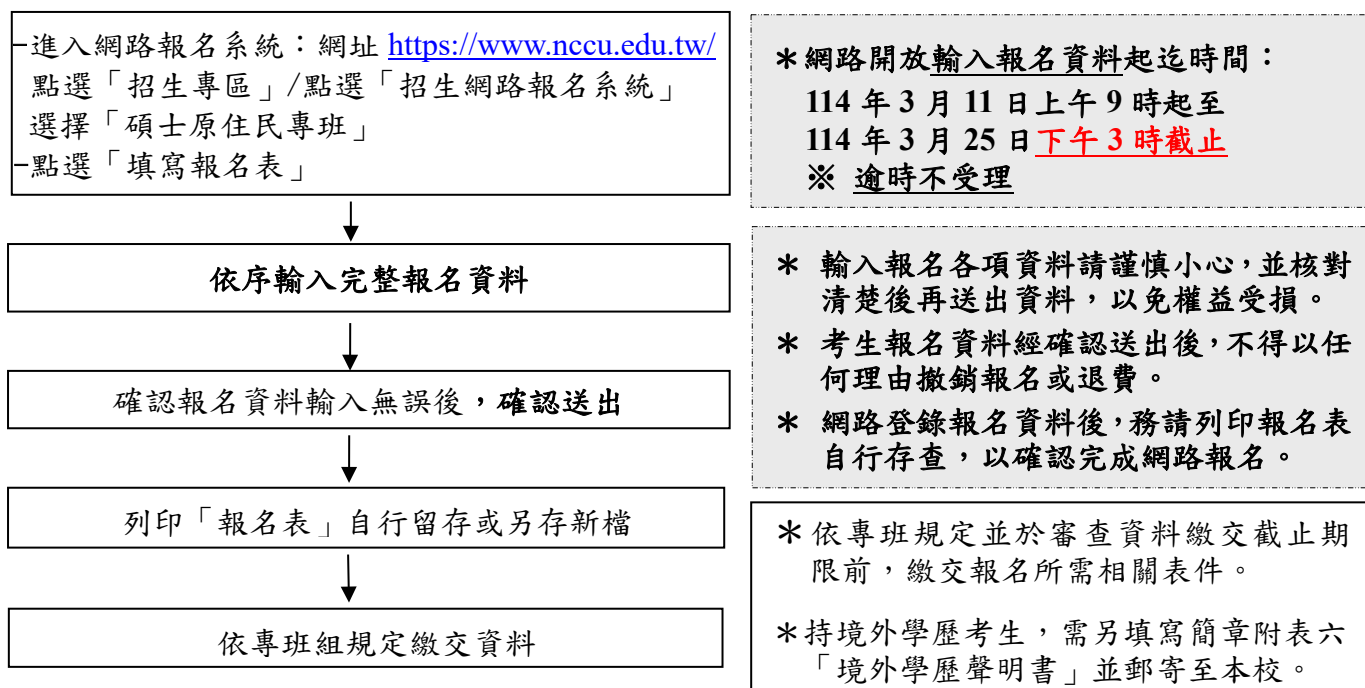 -進入網路報名系統：網址 https://www.nccu.edu.tw/
點選「招生專區」/點選「招生網路報名系統」
選擇「碩士原住民專班」
-點選「填寫報名表」
＊網路開放輸入報名資料起迄時間：
114 年 3 月 11 日上午 9 時起至
114 年 3 月 25 日下午 3 時截止
※ 逾時不受理
依序輸入完整報名資料
確認報名資料輸入無誤後，確認送出
列印「報名表」自行留存或另存新檔
依專班組規定繳交資料
＊ 輸入報名各項資料請謹慎小心，並核對
清楚後再送出資料，以免權益受損。
＊ 考生報名資料經確認送出後，不得以任
何理由撤銷報名或退費。
＊ 網路登錄報名資料後，務請列印報名表
自行存查，以確認完成網路報名。
＊依專班規定並於審查資料繳交截止期
限前，繳交報名所需相關表件。
＊持境外學歷考生，需另填寫簡章附表六
「境外學歷聲明書」並郵寄至本校。